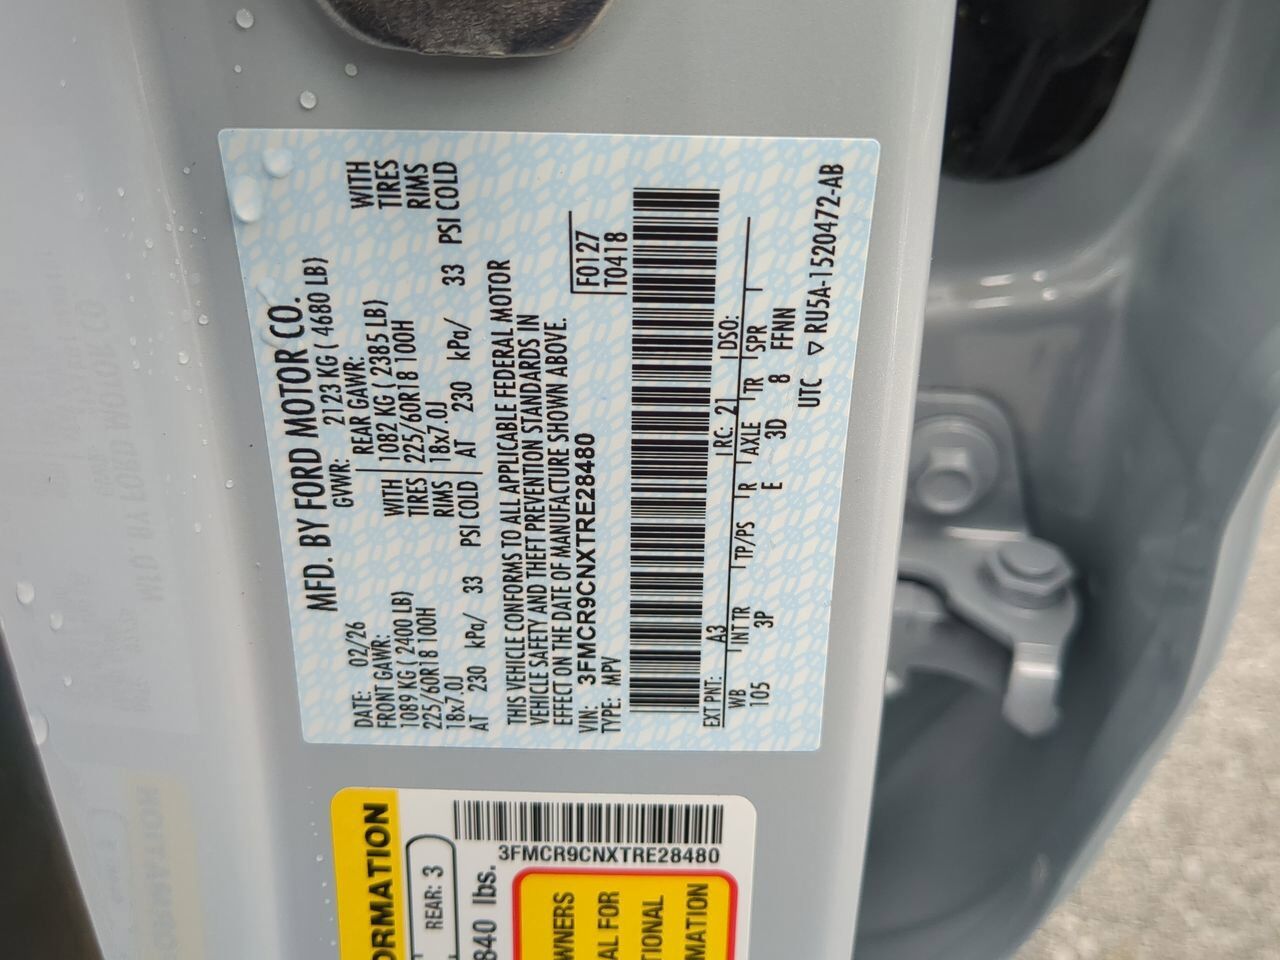 MFD. BY FORD MOTOR CO.
DATE: 02/26 GVWR: 2123 KG ( 4680 LB)
FRONT GAWR: REAR GAWR:
1089 KG ( 2400 LB) WITH 1082 KG ( 2385 LB) WITH
225/60R18 100H TIRES 225/60R18 100H TIRES
18x7.0J RIMS 18x7.0J RIMS
AT 230 kPa/ 33 PSI COLD AT 230 kPa/ 33 PSI COLD
THIS VEHICLE CONFORMS TO ALL APPLICABLE FEDERAL MOTOR
VEHICLE SAFETY AND THEFT PREVENTION STANDARDS IN
EFFECT ON THE DATE OF MANUFACTURE SHOWN ABOVE.
VIN: 3FMCR9CNXTRE28480 F0127
TYPE: MPV T0418
EXT PNT: A3 RC: 21 DSO:
WB INT TR TP/PS R AXLE TR SPR
105 3P E 3D 8 FFNN
UTC ▽ RU5A-1520472-AB
ORMATION
REAR: 3
840 lbs.
3FMCR9CNXTRE28480
WNERS
AL FOR
TIONAL
MATION